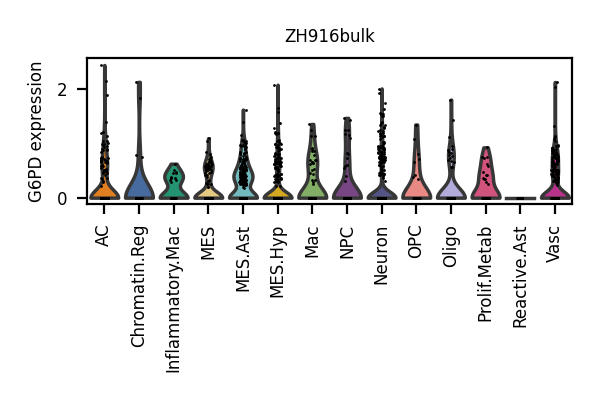 ZH916bulk
G6PD expression
2
0
AC
Chromatin.Reg
Inflammatory.Mac
MES
MES.Ast
MES.Hyp
Mac
NPC
Neuron
OPC
Oligo
Prolif.Metab
Reactive.Ast
Vasc